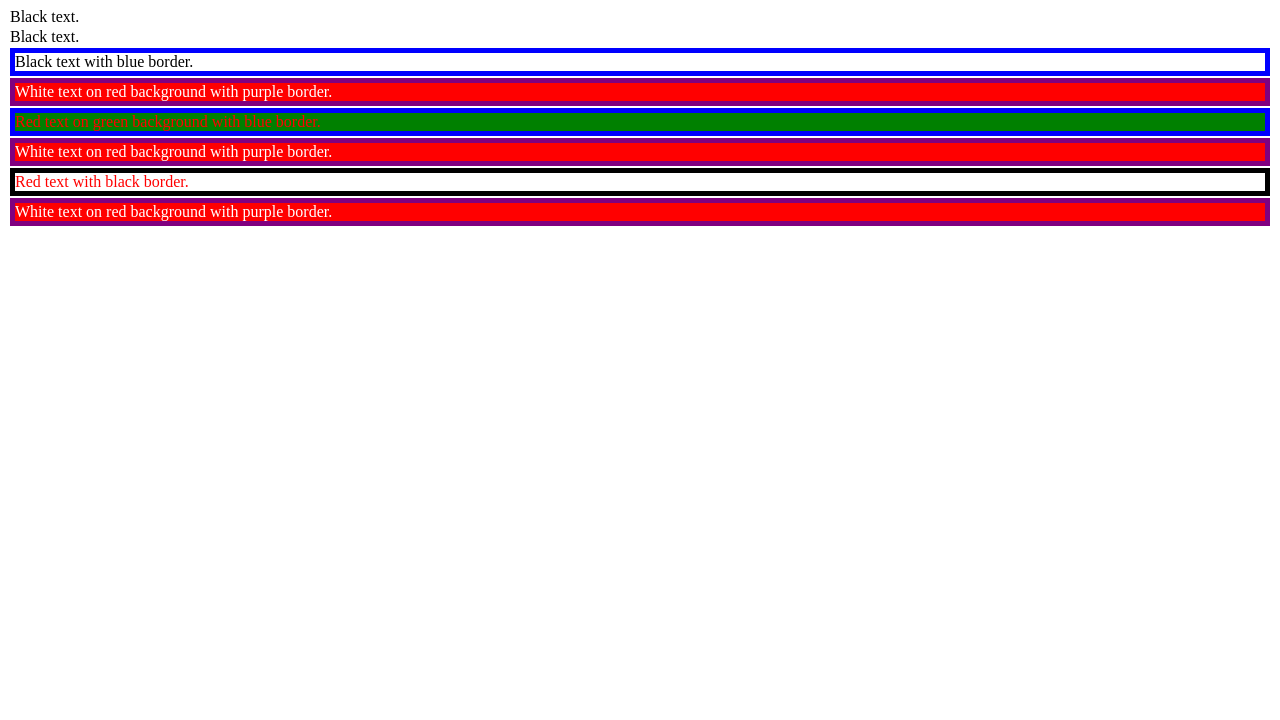 Black text.
Black text.
Black text with blue border.
White text on red background with purple border.
Red text on green background with blue border.
White text on red background with purple border.
Red text with black border.
White text on red background with purple border.